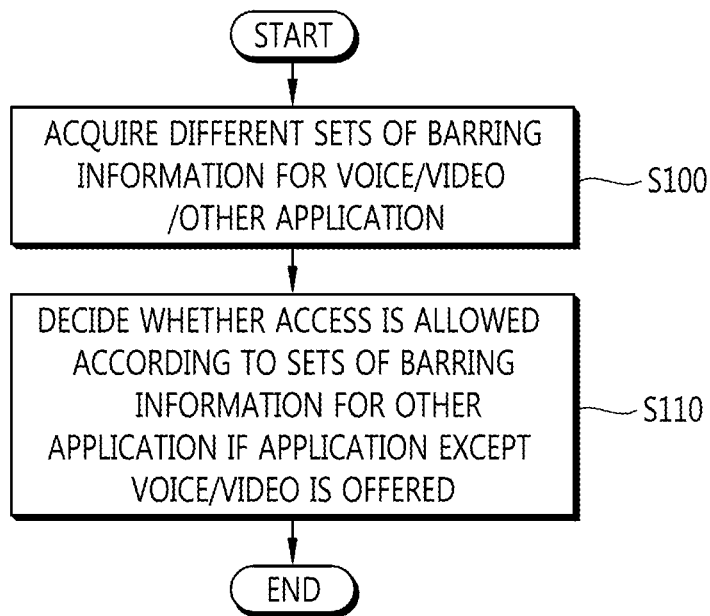 START
ACQUIRE DIFFERENT SETS OF BARRING
INFORMATION FOR VOICE/VIDEO
/OTHER APPLICATION
S100
DECIDE WHETHER ACCESS IS ALLOWED
ACCORDING TO SETS OF BARRING
INFORMATION FOR OTHER
APPLICATION IF APPLICATION EXCEPT
VOICE/VIDEO IS OFFERED
S110
END